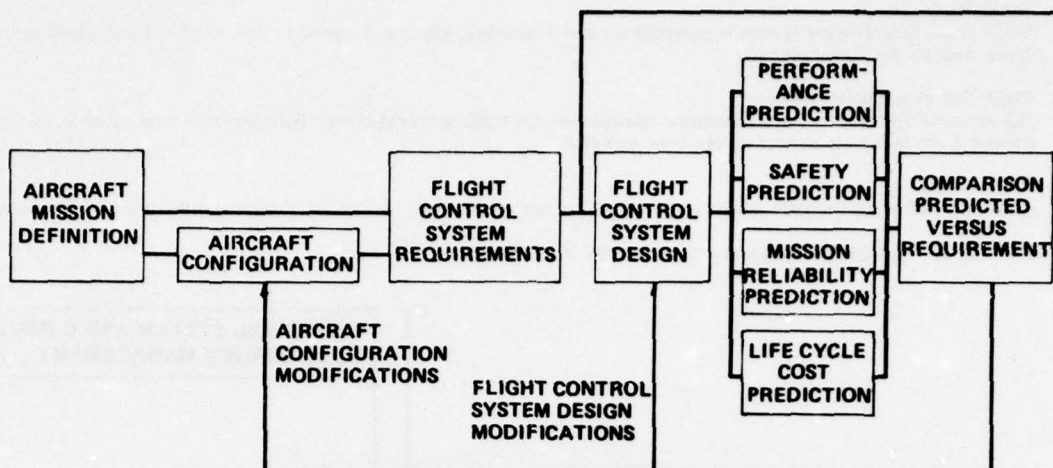 AIRCRAFT
MISSION
DEFINITION
AIRCRAFT
CONFIGURATION
FLIGHT
CONTROL
SYSTEM
REQUIREMENTS
FLIGHT
CONTROL
SYSTEM
DESIGN
PERFORM-
ANCE
PREDICTION
SAFETY
PREDICTION
MISSION
RELIABILITY
PREDICTION
LIFE CYCLE
COST
PREDICTION
COMPARISON
PREDICTED
VERSUS
REQUIREMENT
AIRCRAFT
CONFIGURATION
MODIFICATIONS
FLIGHT CONTROL
SYSTEM DESIGN
MODIFICATIONS